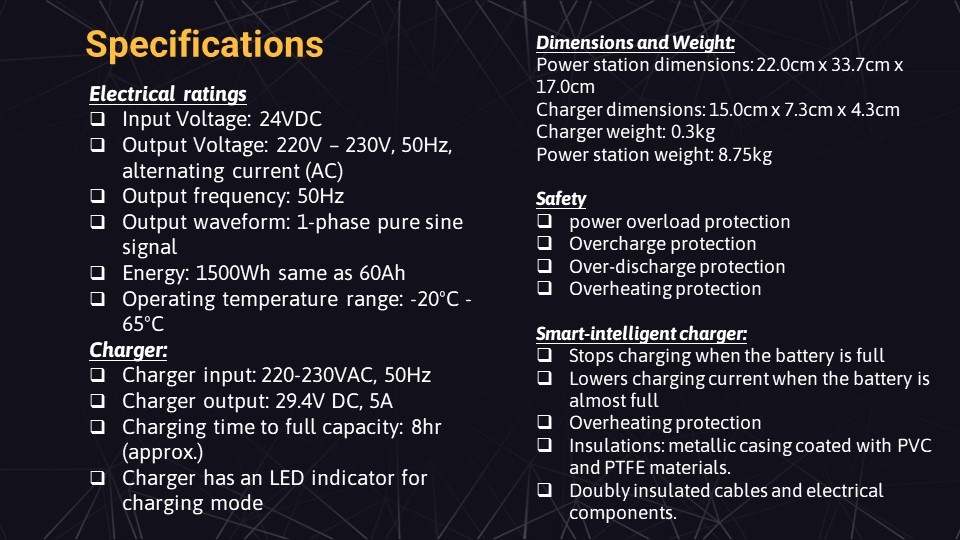 Specifications
Electrical ratings
❑ Input Voltage: 24VDC
❑ Output Voltage: 220V – 230V, 50Hz,
alternating current (AC)
❑ Output frequency: 50Hz
❑ Output waveform: 1-phase pure sine
signal
❑ Energy: 1500Wh same as 60Ah
❑ Operating temperature range: -20°C -
65°C
Charger:
❑ Charger input: 220-230VAC, 50Hz
❑ Charger output: 29.4V DC, 5A
❑ Charging time to full capacity: 8hr
(approx.)
❑ Charger has an LED indicator for
charging mode
Dimensions and Weight:
Power station dimensions: 22.0cm x 33.7cm x
17.0cm
Charger dimensions: 15.0cm x 7.3cm x 4.3cm
Charger weight: 0.3kg
Power station weight: 8.75kg
Safety
❑ power overload protection
❑ Overcharge protection
❑ Over-discharge protection
❑ Overheating protection
Smart-intelligent charger:
❑ Stops charging when the battery is full
❑ Lowers charging current when the battery is
almost full
❑ Overheating protection
❑ Insulations: metallic casing coated with PVC
and PTFE materials.
❑ Doubly insulated cables and electrical
components.